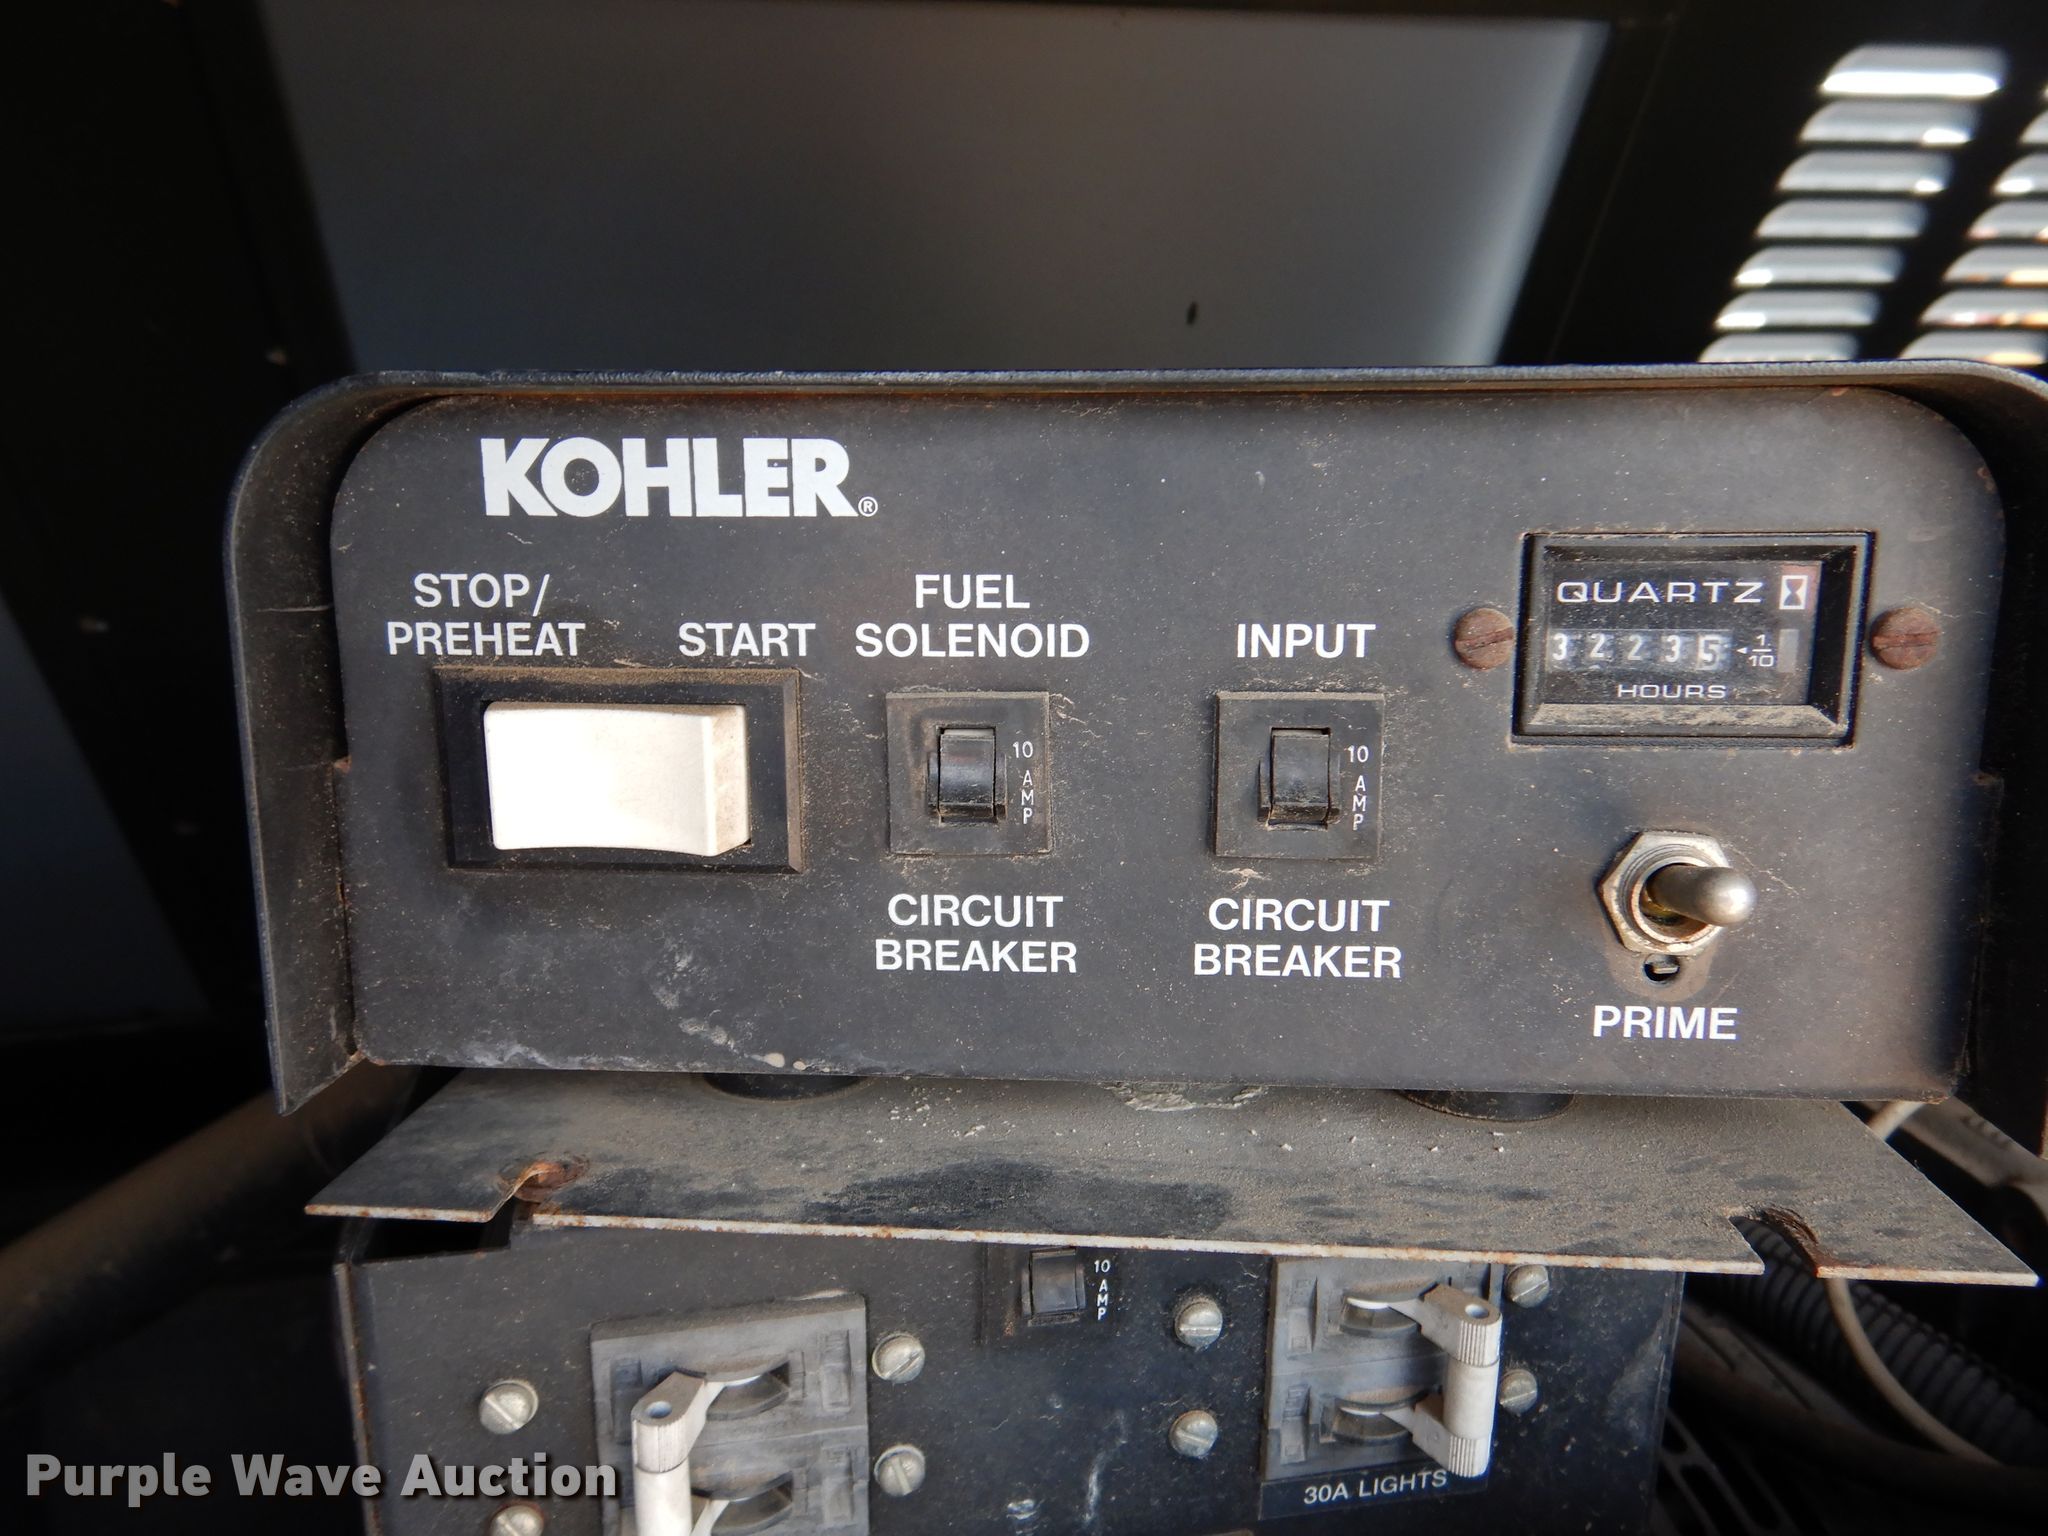 KOHLER®
STOP/
PREHEAT
START
FUEL
SOLENOID
INPUT
QUARTZ
32235 1/10
HOURS
10
AMP
10
AMP
CIRCUIT
BREAKER
CIRCUIT
BREAKER
PRIME
10
AMP
30A LIGHTS
Purple Wave Auction